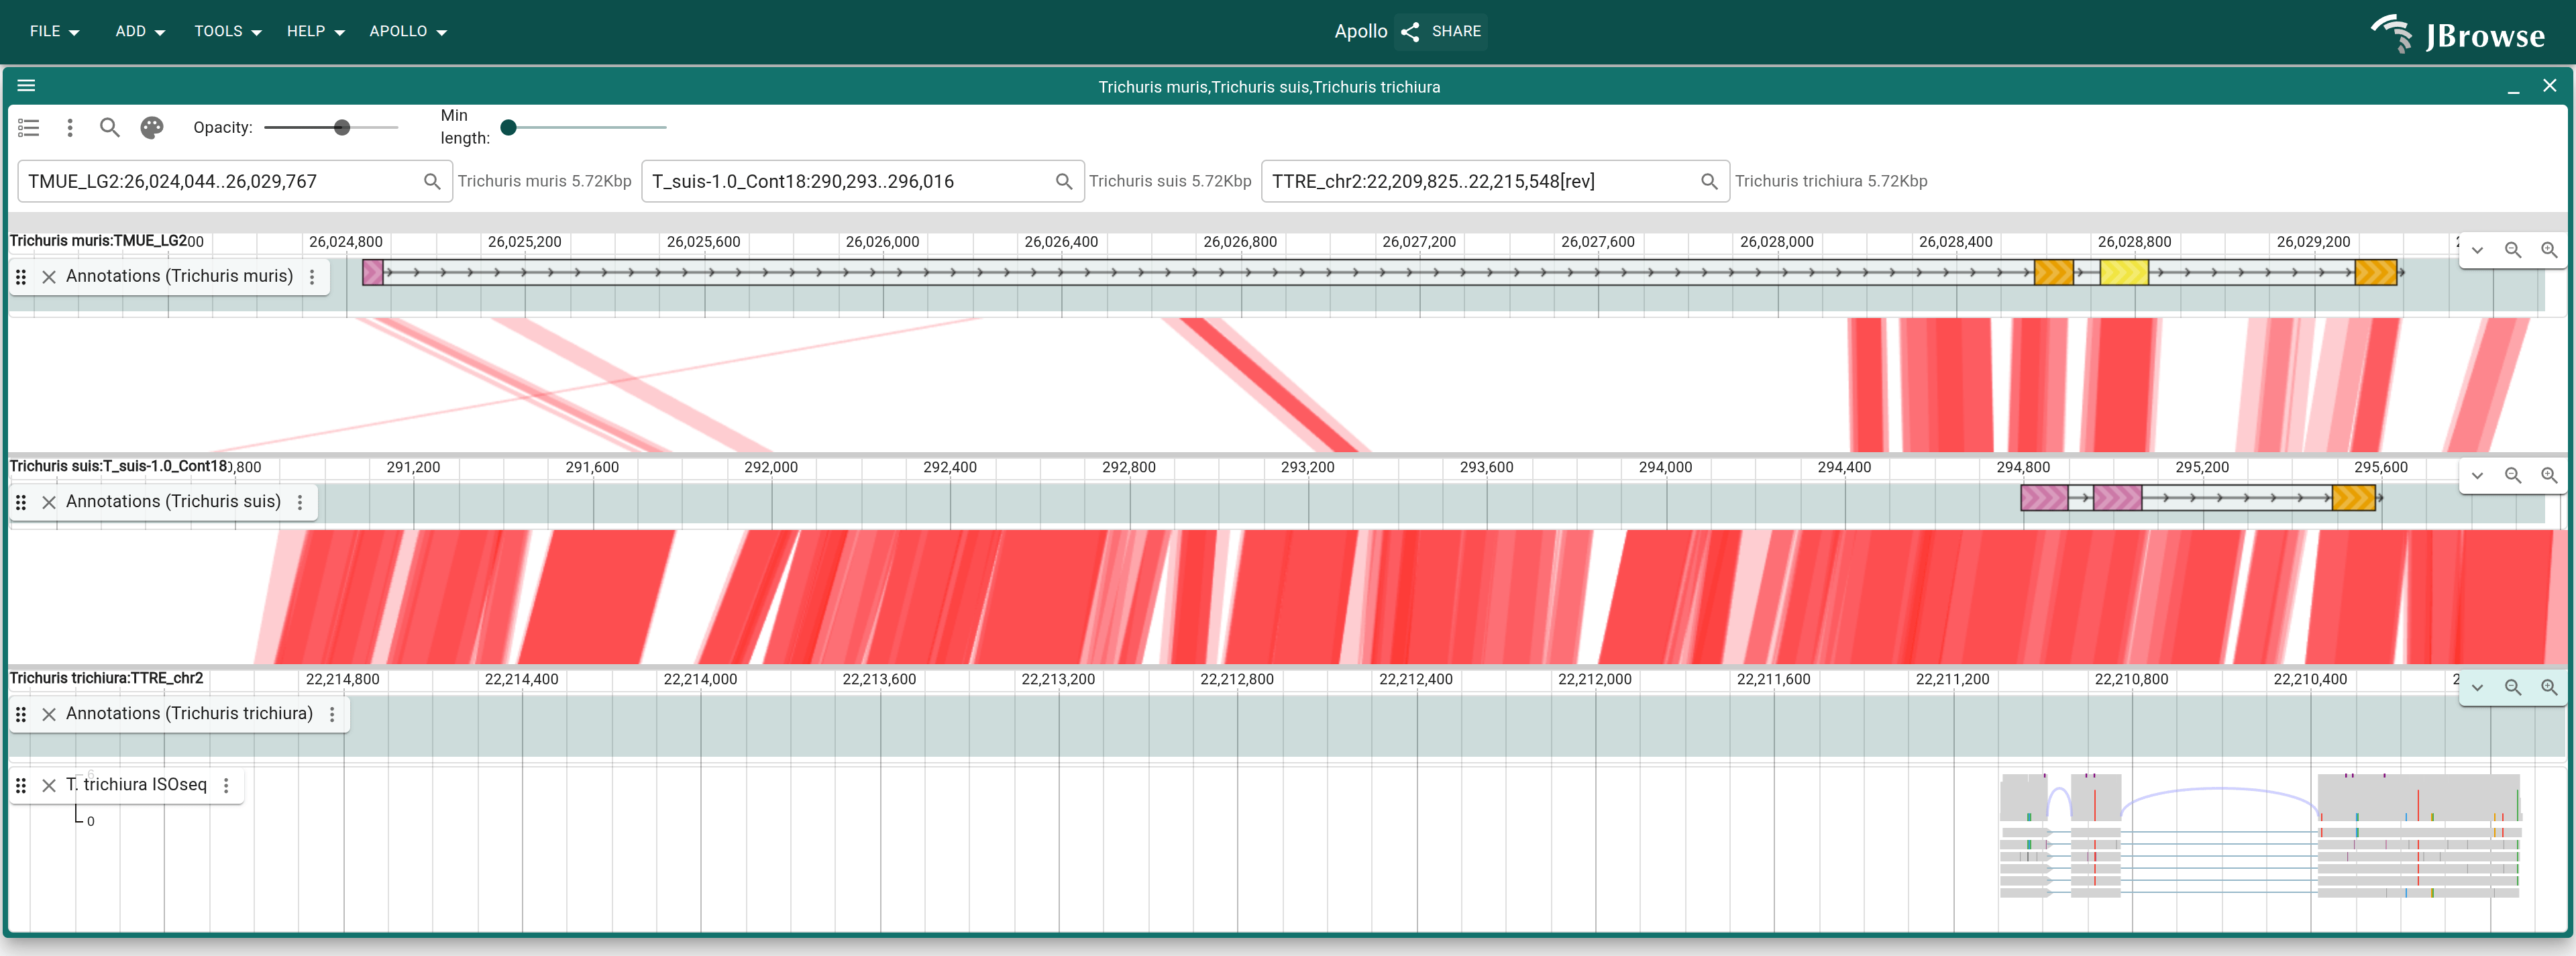 FILE ADD TOOLS HELP APOLLO Apollo SHARE JBrowse
Trichuris muris,Trichuris suis,Trichuris trichiura
Opacity: Min length:
TMUE_LG2:26,024,044..26,029,767 Trichuris muris 5.72Kbp T_suis-1.0_Cont18:290,293..296,016 Trichuris suis 5.72Kbp TTRE_chr2:22,209,825..22,215,548[rev] Trichuris trichiura 5.72Kbp
Trichuris muris:TMUE_LG2 00 26,024,800 26,025,200 26,025,600 26,026,000 26,026,400 26,026,800 26,027,200 26,027,600 26,028,000 26,028,400 26,028,800 26,029,200
Annotations (Trichuris muris)
Trichuris suis:T_suis-1.0_Cont18 ,800 291,200 291,600 292,000 292,400 292,800 293,200 293,600 294,000 294,400 294,800 295,200 295,600
Annotations (Trichuris suis)
Trichuris trichiura:TTRE_chr2 22,214,800 22,214,400 22,214,000 22,213,600 22,213,200 22,212,800 22,212,400 22,212,000 22,211,600 22,211,200 22,210,800 22,210,400 2
Annotations (Trichuris trichiura)
6
T. trichiura ISOseq
0